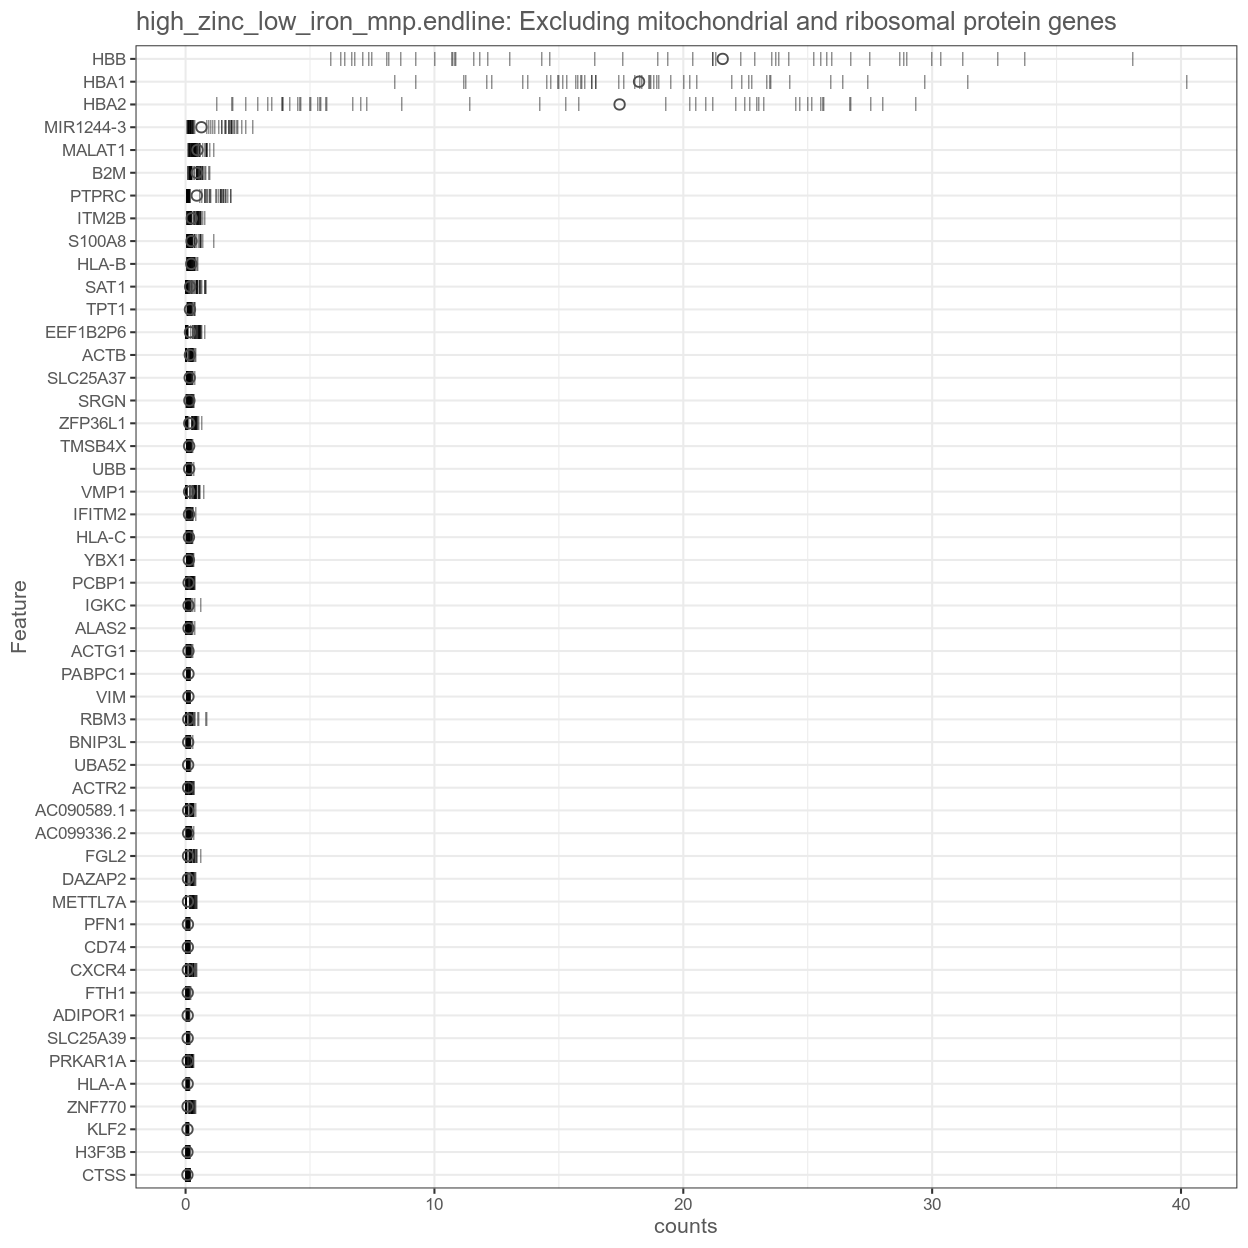 high_zinc_low_iron_mnp.endline: Excluding mitochondrial and ribosomal protein genes
HBB
HBA1
HBA2
MIR1244-3
MALAT1
B2M
PTPRC
ITM2B
S100A8
HLA-B
SAT1
TPT1
EEF1B2P6
ACTB
SLC25A37
SRGN
ZFP36L1
TMSB4X
UBB
VMP1
IFITM2
HLA-C
YBX1
PCBP1
IGKC
ALAS2
ACTG1
PABPC1
VIM
RBM3
BNIP3L
UBA52
ACTR2
AC090589.1
AC099336.2
FGL2
DAZAP2
METTL7A
PFN1
CD74
CXCR4
FTH1
ADIPOR1
SLC25A39
PRKAR1A
HLA-A
ZNF770
KLF2
H3F3B
CTSS
Feature
0 10 20 30 40
counts